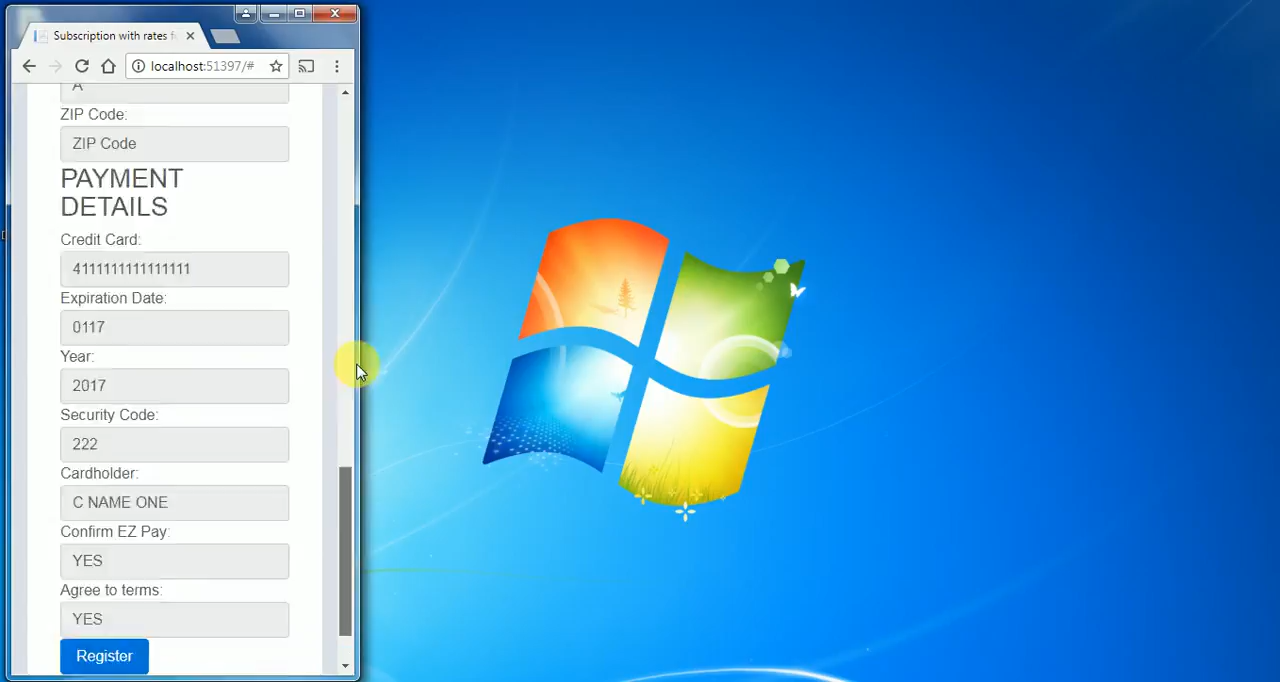 Subscription with rates f
localhost:51397/#
A
ZIP Code:
ZIP Code
PAYMENT
DETAILS
Credit Card:
4111111111111111
Expiration Date:
0117
Year:
2017
Security Code:
222
Cardholder:
C NAME ONE
Confirm EZ Pay:
YES
Agree to terms:
YES
Register